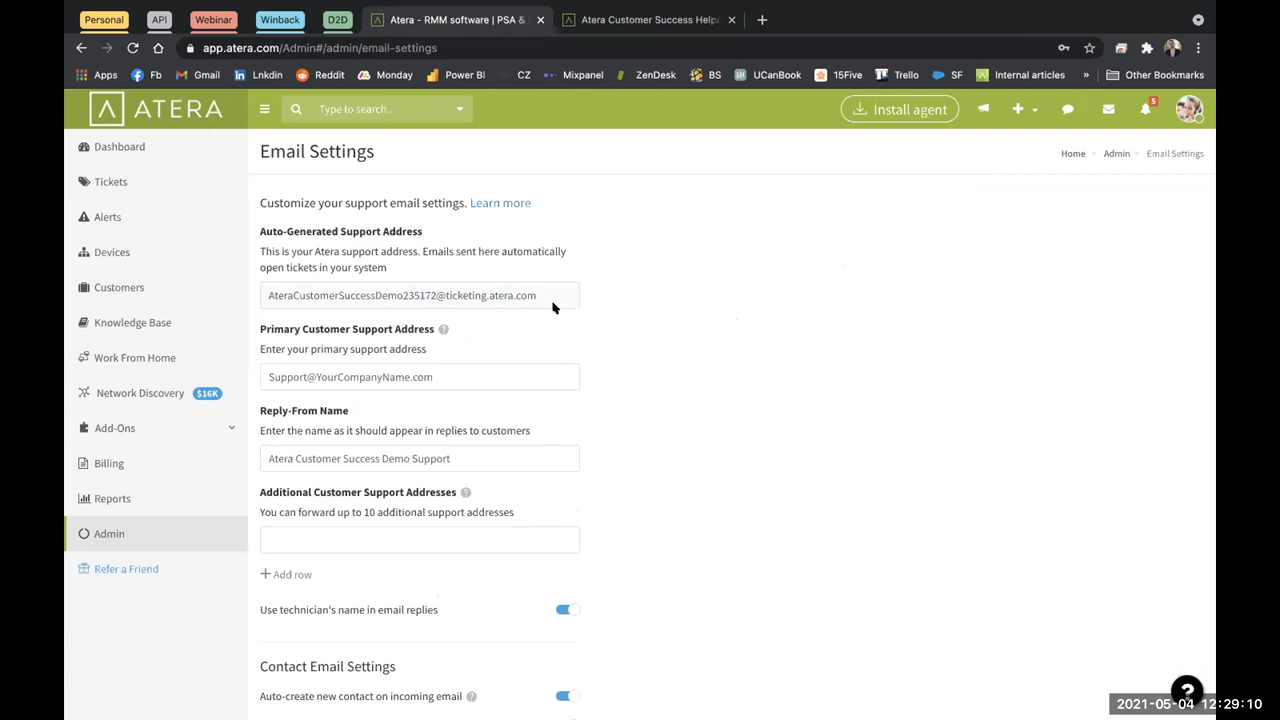 Personal
API
Webinar
Winback
D2D
Atera - RMM software | PSA &
Atera Customer Success Help
app.atera.com/Admin#/admin/email-settings
Apps
Fb
Gmail
Lnkdin
Reddit
Monday
Power BI
CZ
Mixpanel
ZenDesk
BS
UCanBook
15Five
Trello
SF
Internal articles
»
Other Bookmarks
ATERA
Type to search..
Install agent
5
Dashboard
Tickets
Alerts
Devices
Customers
Knowledge Base
Work From Home
Network Discovery $16K
Add-Ons
Billing
Reports
Admin
Refer a Friend
Email Settings
Home - Admin - Email Settings
Customize your support email settings. Learn more
Auto-Generated Support Address
This is your Atera support address. Emails sent here automatically
open tickets in your system
AteraCustomerSuccessDemo235172@ticketing.atera.com
Primary Customer Support Address ?
Enter your primary support address
Support@YourCompanyName.com
Reply-From Name
Enter the name as it should appear in replies to customers
Atera Customer Success Demo Support
Additional Customer Support Addresses ?
You can forward up to 10 additional support addresses
+ Add row
Use technician's name in email replies
Contact Email Settings
Auto-create new contact on incoming email ?
?
2021-05-04 12:29:10